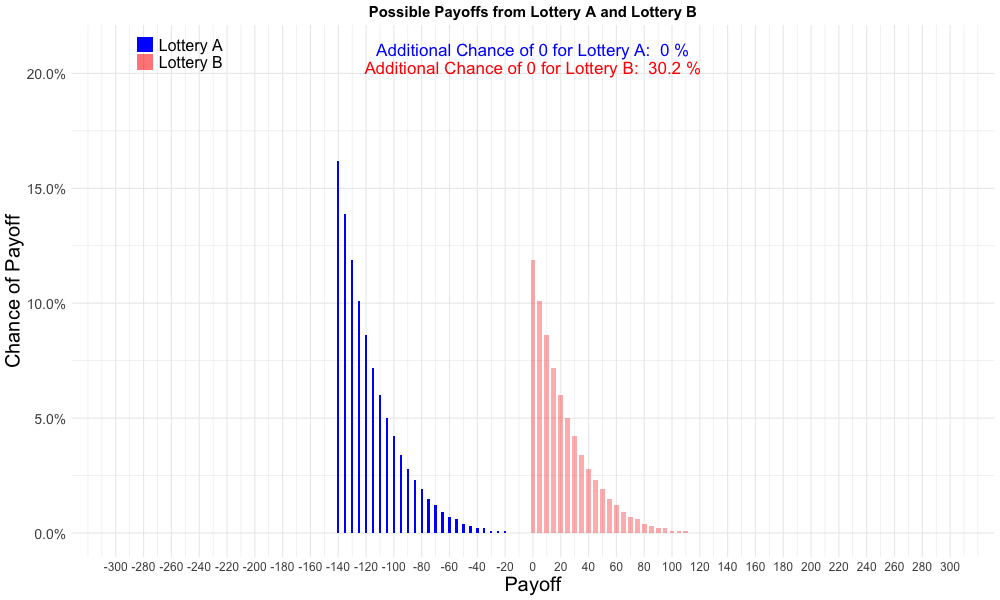 Possible Payoffs from Lottery A and Lottery B
Lottery A
Lottery B
Additional Chance of 0 for Lottery A:  0 %
Additional Chance of 0 for Lottery B:  30.2 %
Chance of Payoff
20.0%
15.0%
10.0%
5.0%
0.0%
-300 -280 -260 -240 -220 -200 -180 -160 -140 -120 -100 -80 -60 -40 -20 0 20 40 60 80 100 120 140 160 180 200 220 240 260 280 300
Payoff